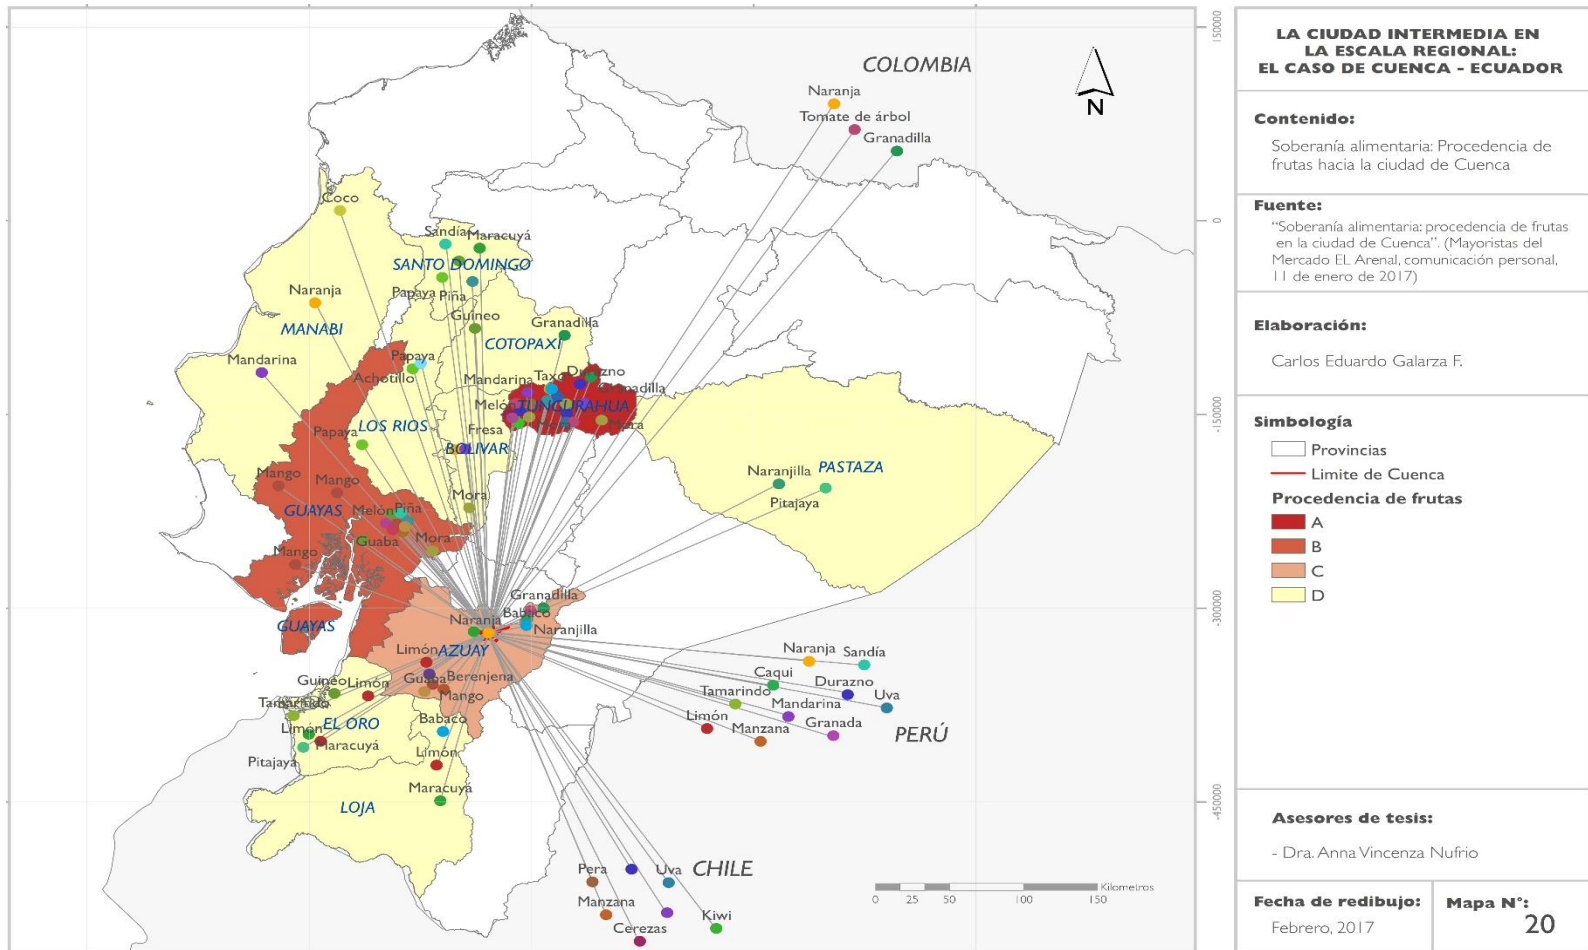 COLOMBIA
Naranja
Tomate de árbol
Granadilla
N
Coco
Sandía
Maracuyá
SANTO DOMINGO
Papaya
Piña
Naranja
MANABI
Guineo
Granadilla
COTOPAXI
Mandarina
Papaya
Achotillo
Mandarina
Taxo
Durazno
Granadilla
Melón
TUNGURAHUA
Mora
Mora
Fresa
LOS RIOS
Papaya
BOLIVAR
Naranjilla
PASTAZA
Pitajaya
Mango
Mango
Mora
GUAYAS
Melón
Piña
Guaba
Mora
Mango
GUAYAS
Granadilla
Babaco
Naranja
Naranjilla
Limón
AZUAY
Guaba
Berenjena
Mango
Guineo
Limón
Tamarindo
EL ORO
Babaco
Limón
Maracuyá
Pitajaya
Limón
Maracuyá
LOJA
Naranja
Sandía
Caqui
Durazno
Tamarindo
Uva
Mandarina
Limón
Granada
Manzana
PERÚ
CHILE
Pera
Uva
Manzana
Kiwi
Cerezas
Kilometros
0 25 50 100 150
150000
0
-150000
-300000
-450000
LA CIUDAD INTERMEDIA EN
LA ESCALA REGIONAL:
EL CASO DE CUENCA - ECUADOR
Contenido:
Soberanía alimentaria: Procedencia de
frutas hacia la ciudad de Cuenca
Fuente:
"Soberanía alimentaria: procedencia de frutas
en la ciudad de Cuenca". (Mayoristas del
Mercado EL Arenal, comunicación personal,
11 de enero de 2017)
Elaboración:
Carlos Eduardo Galarza F.
Simbología
Provincias
Limite de Cuenca
Procedencia de frutas
A
B
C
D
Asesores de tesis:
- Dra. Anna Vincenza Nufrio
Fecha de redibujo:
Febrero, 2017
Mapa N°:
20